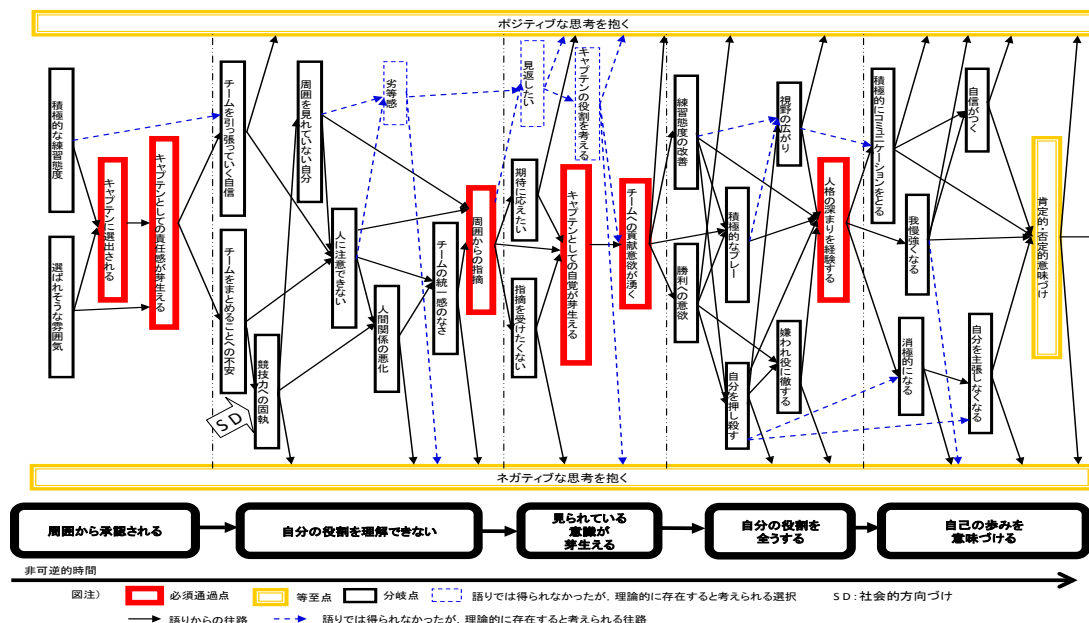 ポジティブな思考を抱く
積極的な練習態度
選ばれそうな雰囲気
キャプテンに選出される
キャプテンとしての責任感が芽生える
チームを引っ張っていく自信
チームをまとめることへの不安
SD
競技力への固執
周囲を見れていない自分
人に注意できない
劣等感
人間関係の悪化
チームの統一感のなさ
周囲からの指摘
見返したい
期待に応えたい
指摘を受けたくない
キャプテンの役割を考える
キャプテンとしての自覚が芽生える
チームへの貢献意欲が湧く
練習態度の改善
勝利への意欲
積極的なプレー
自分を押し殺す
視野の広がり
嫌われ役に徹する
人格の深まりを経験する
積極的にコミュニケーションをとる
我慢強くなる
消極的になる
自信がつく
自分を主張しなくなる
肯定的・否定的意味づけ
ネガティブな思考を抱く
周囲から承認される
自分の役割を理解できない
見られている
意識が
芽生える
自分の役割を
全うする
自己の歩みを
意味づける
非可逆的時間
図注）
必須通過点
等至点
分岐点
語りでは得られなかったが、理論的に存在すると考えられる選択
SD：社会的方向づけ
語りからの往路
語りでは得られなかったが、理論的に存在すると考えられる往路